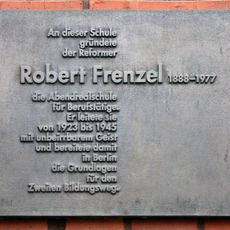 An dieser Schule
gründete
der Reformer
Robert Frenzel 1888–1977
die Abendrealschule
für Berufstätige.
Er leitete sie
von 1923 bis 1945
mit unbeirrbarem Geist
und bereitete damit
in Berlin
die Grundlagen
für den
Zweiten Bildungsweg.